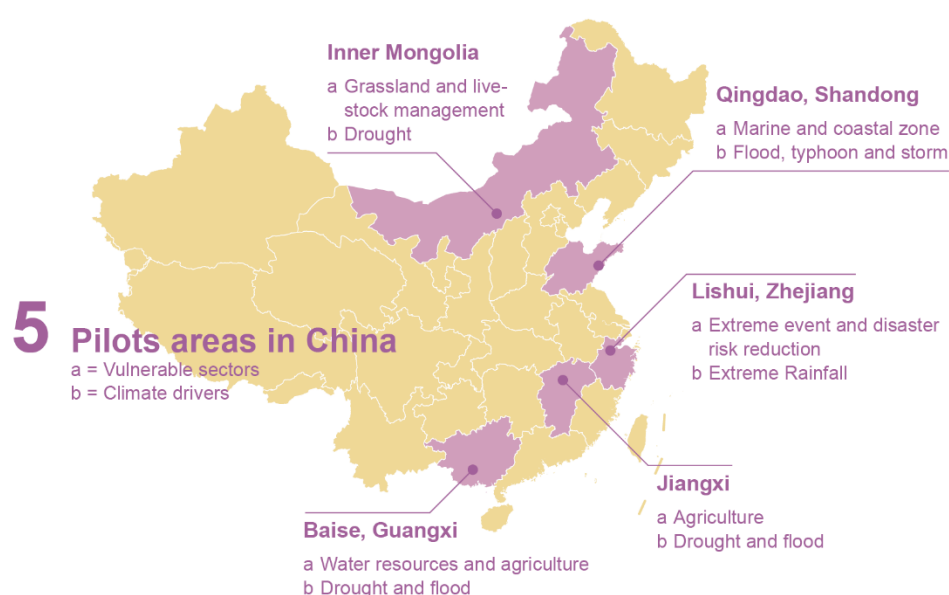 Inner Mongolia
a Grassland and live-
stock management
b Drought
Qingdao, Shandong
a Marine and coastal zone
b Flood, typhoon and storm
Lishui, Zhejiang
a Extreme event and disaster
risk reduction
b Extreme Rainfall
5 Pilots areas in China
a = Vulnerable sectors
b = Climate drivers
Jiangxi
a Agriculture
b Drought and flood
Baise, Guangxi
a Water resources and agriculture
b Drought and flood